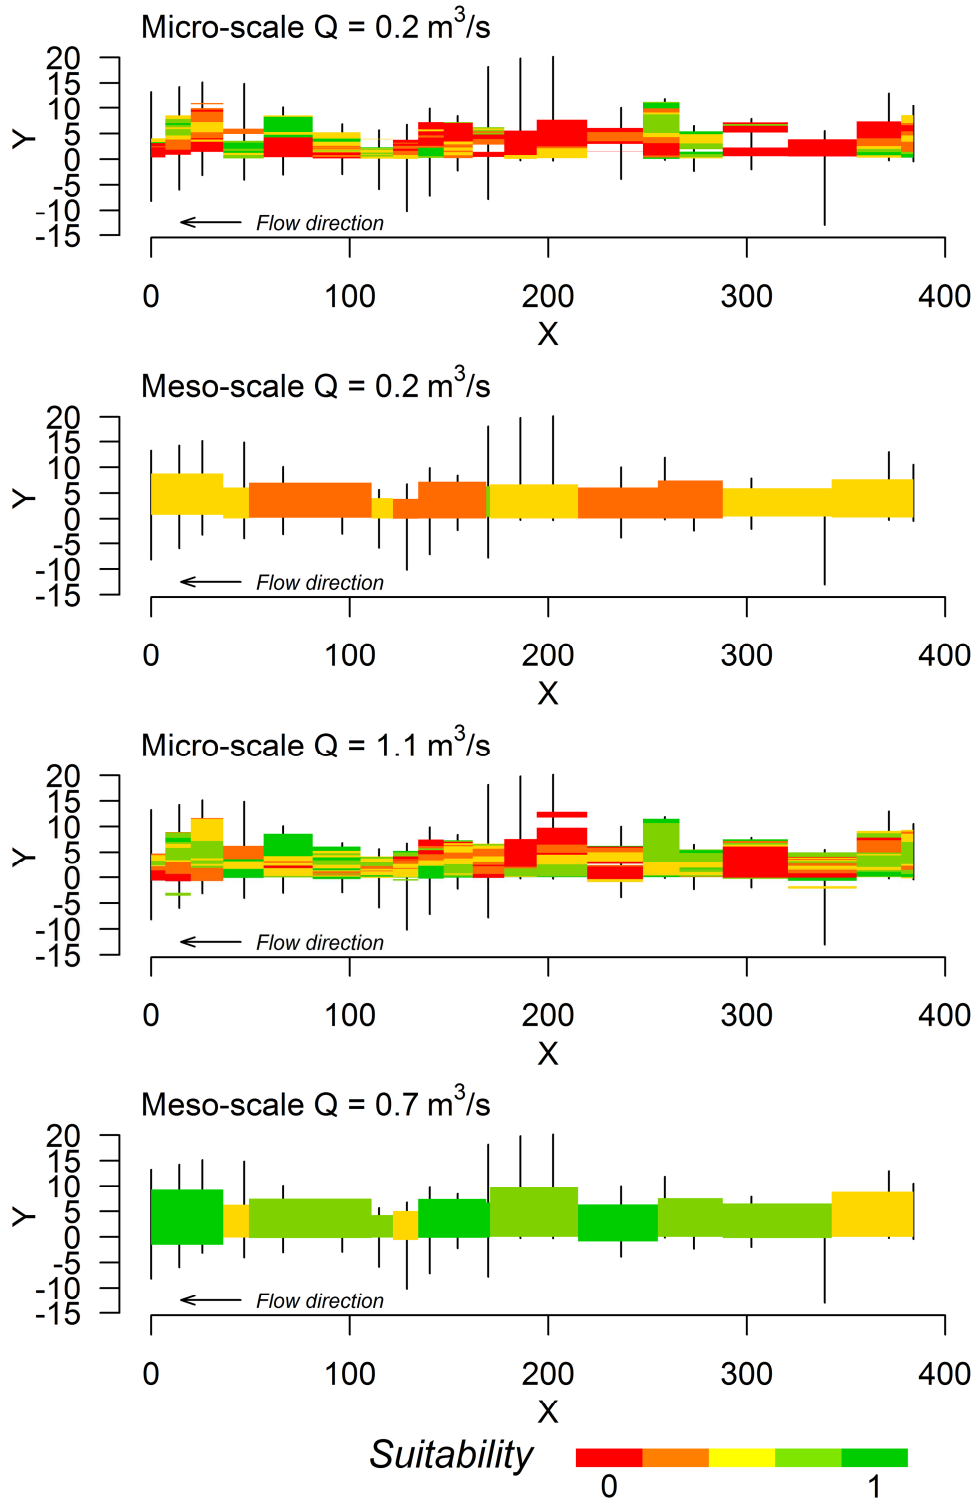 Micro-scale Q = 0.2 m³/s
20
15
10
5
0
-5
-10
-15
Y
Flow direction
0 100 200 300 400
X
Meso-scale Q = 0.2 m³/s
20
15
10
5
0
-5
-10
-15
Y
Flow direction
0 100 200 300 400
X
Micro-scale Q = 1.1 m³/s
20
15
10
5
0
-5
-10
-15
Y
Flow direction
0 100 200 300 400
X
Meso-scale Q = 0.7 m³/s
20
15
10
5
0
-5
-10
-15
Y
Flow direction
0 100 200 300 400
X
Suitability
0 1